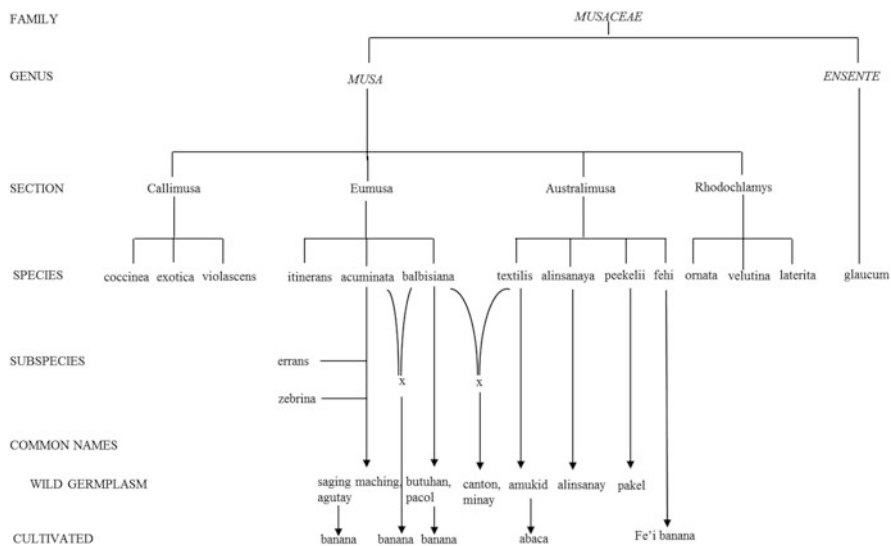 FAMILY MUSACEAE
GENUS MUSA ENSENTE
SECTION Callimusa Eumusa Australimusa Rhodochlamys
SPECIES coccinea exotica violascens itinerans acuminata balbisiana textilis alinsanaya peekelii fehi ornata velutina laterita glaucum
SUBSPECIES errans
x x
zebrina
COMMON NAMES
WILD GERMPLASM saging maching, butuhan, canton, amukid alinsanay pakel
agutay pacol minay
CULTIVATED banana banana banana abaca Fe'i banana